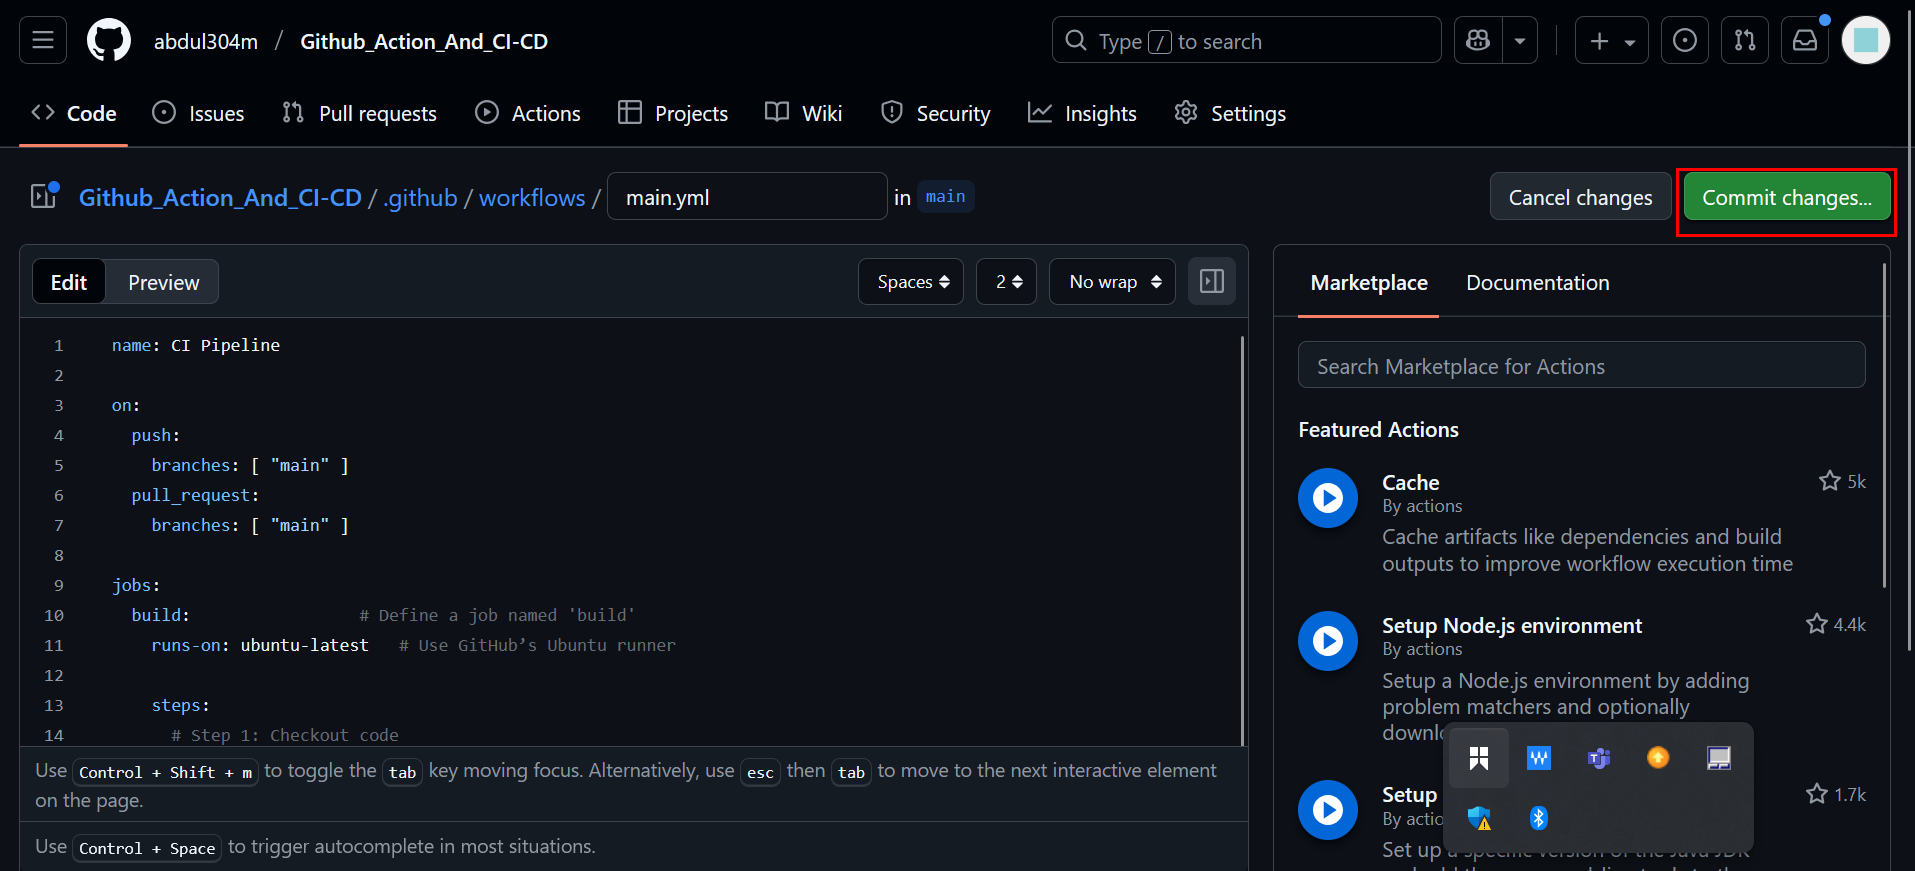 abdul304m / Github_Action_And_CI-CD
Type / to search
Code
Issues
Pull requests
Actions
Projects
Wiki
Security
Insights
Settings
Github_Action_And_CI-CD / .github / workflows / main.yml in main
Cancel changes
Commit changes...
Edit
Preview
Spaces
2
No wrap
1 name: CI Pipeline
2
3 on:
4 push:
5 branches: [ "main" ]
6 pull_request:
7 branches: [ "main" ]
8
9 jobs:
10 build: # Define a job named 'build'
11 runs-on: ubuntu-latest # Use GitHub’s Ubuntu runner
12
13 steps:
14 # Step 1: Checkout code
Use Control + Shift + m to toggle the tab key moving focus. Alternatively, use esc then tab to move to the next interactive element
on the page.
Use Control + Space to trigger autocomplete in most situations.
Marketplace
Documentation
Search Marketplace for Actions
Featured Actions
Cache
5k
By actions
Cache artifacts like dependencies and build
outputs to improve workflow execution time
Setup Node.js environment
4.4k
By actions
Setup a Node.js environment by adding
problem matchers and optionally
Setup
1.7k
By
Set up a specific version of the Java JDK